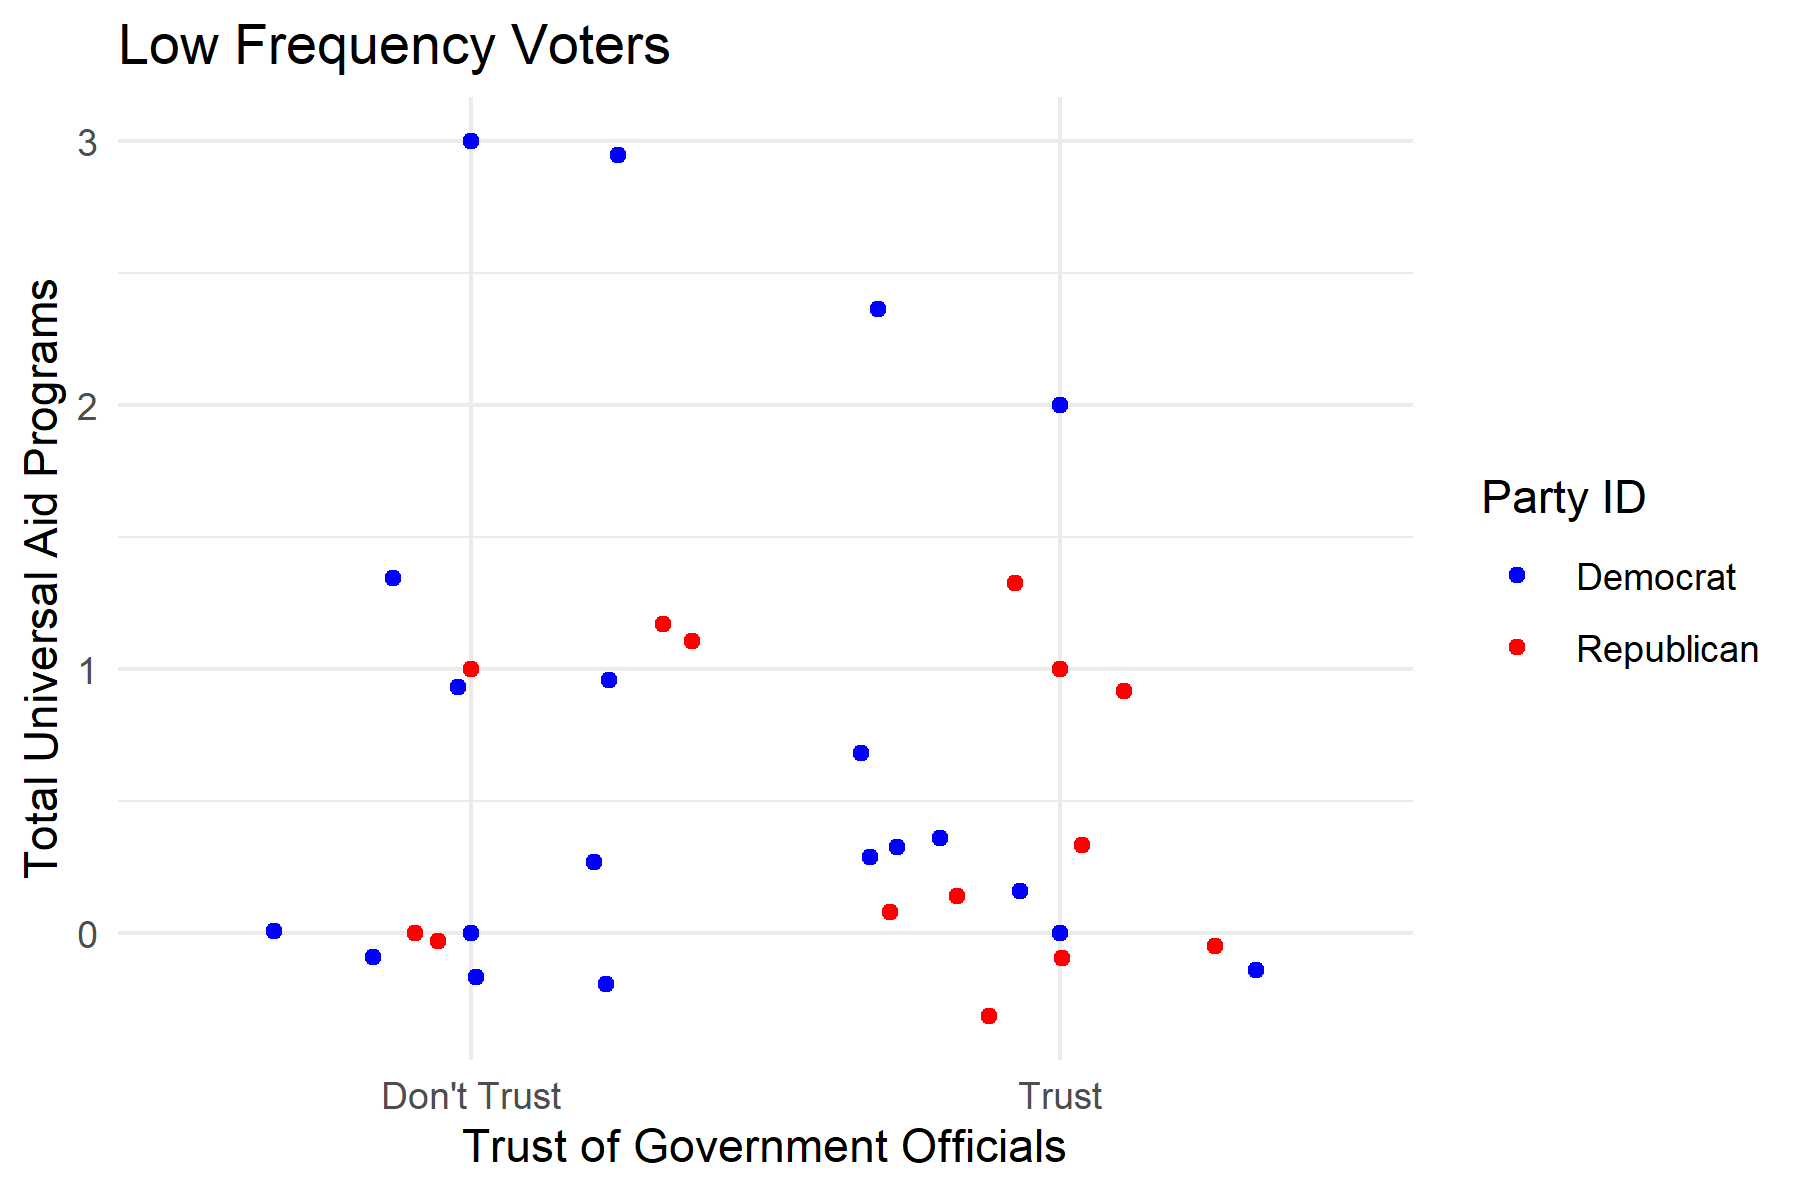 Low Frequency Voters
Total Universal Aid Programs
3
2
1
0
Don't Trust
Trust
Trust of Government Officials
Party ID
Democrat
Republican